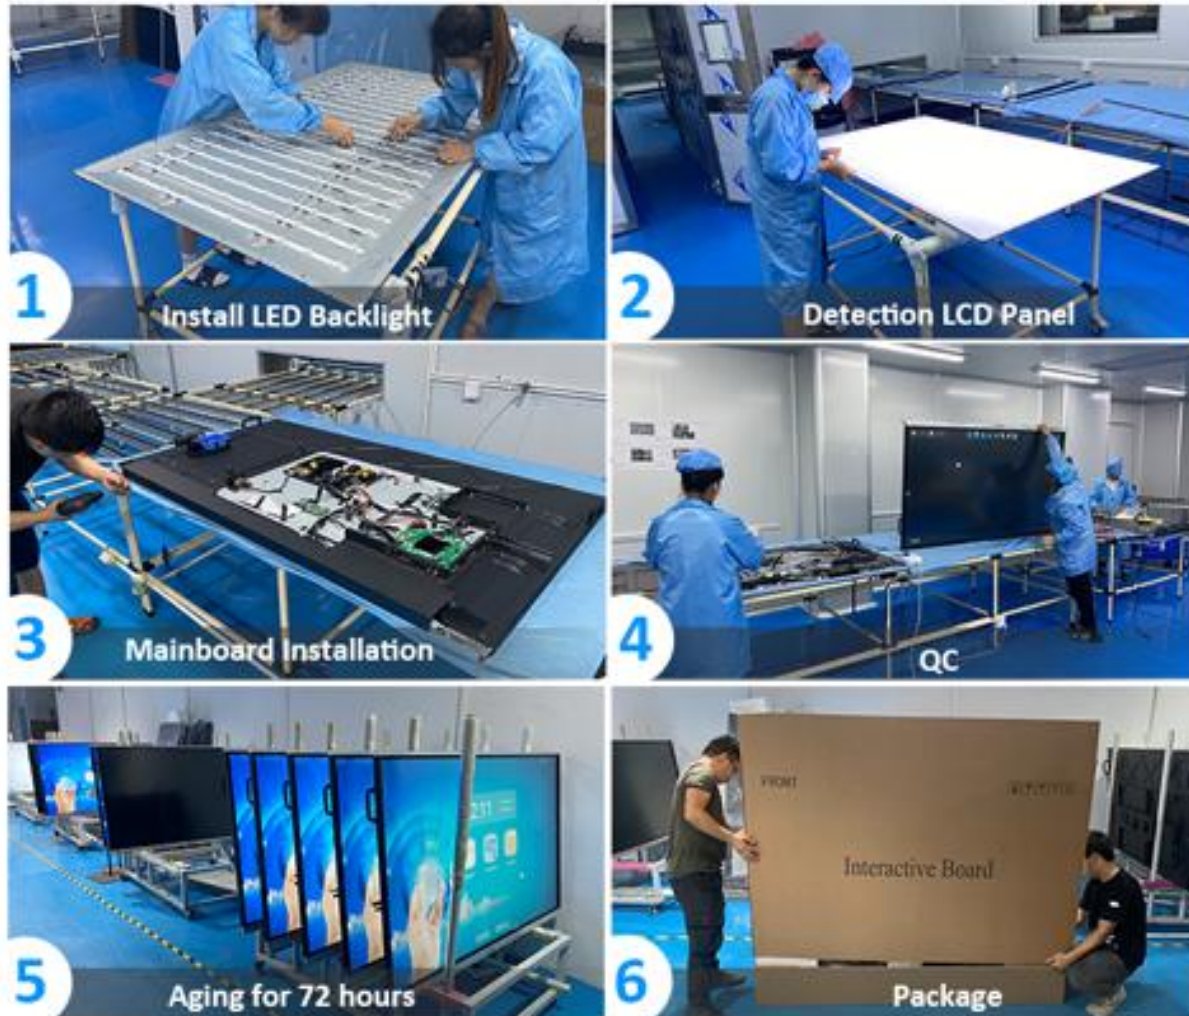 1
Install LED Backlight
2
Detection LCD Panel
3
Mainboard Installation
4
QC
5
Aging for 72 hours
6
Package
FRONT
Interactive Board